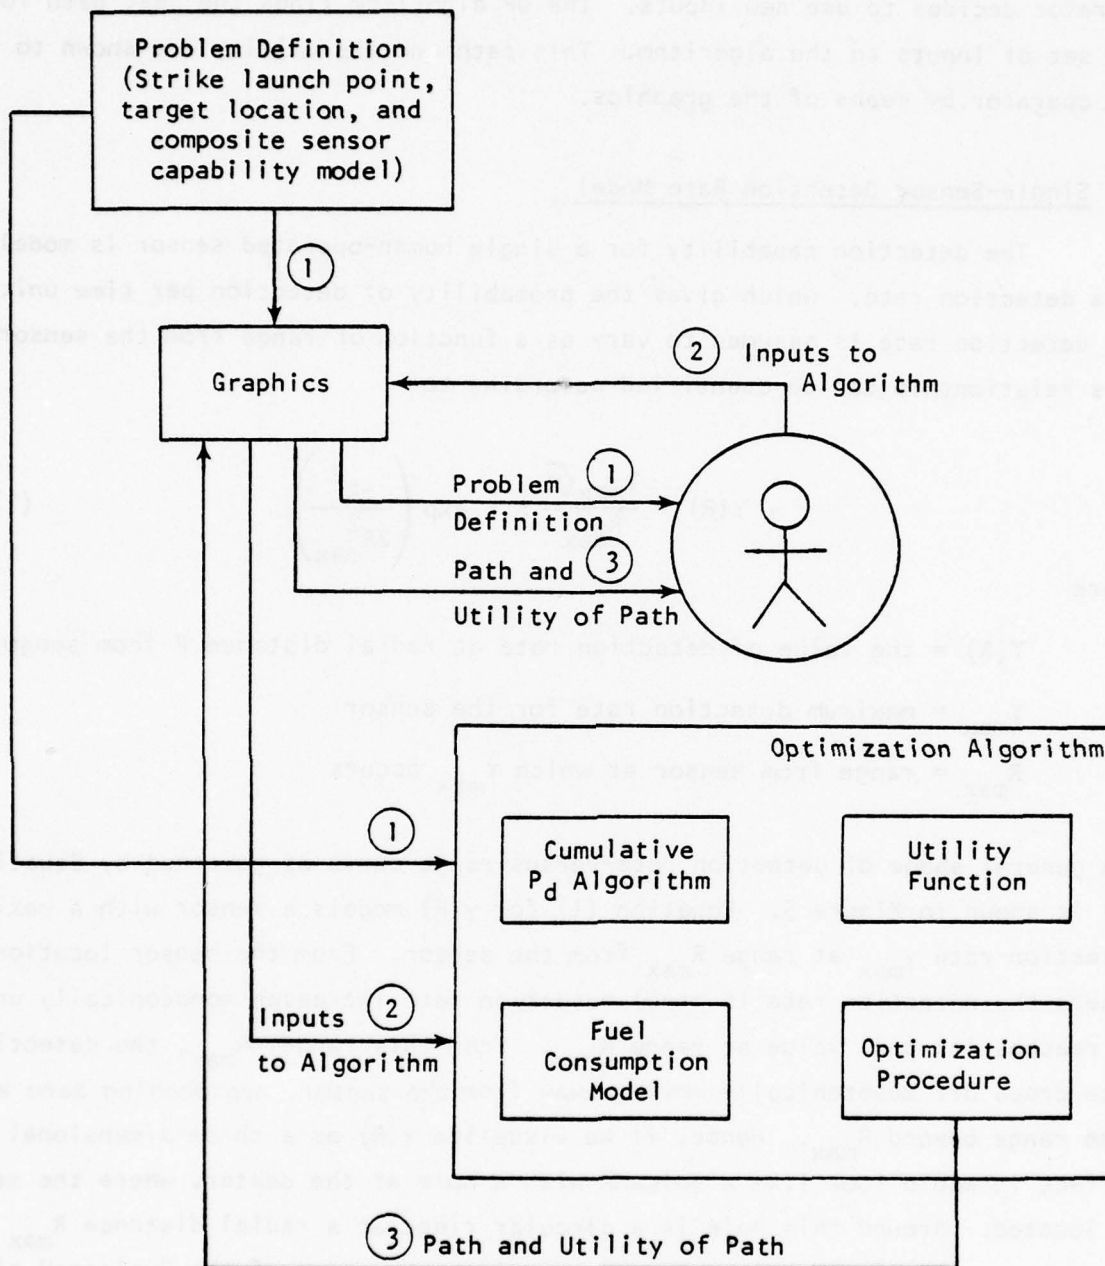 Problem Definition
(Strike launch point,
target location, and
composite sensor
capability model)
1
Graphics
2 Inputs to
Algorithm
Problem 1
Definition
Path and 3
Utility of Path
Optimization Algorithm
1
Cumulative
Pd Algorithm
Utility
Function
Inputs 2
to Algorithm
Fuel
Consumption
Model
Optimization
Procedure
3 Path and Utility of Path